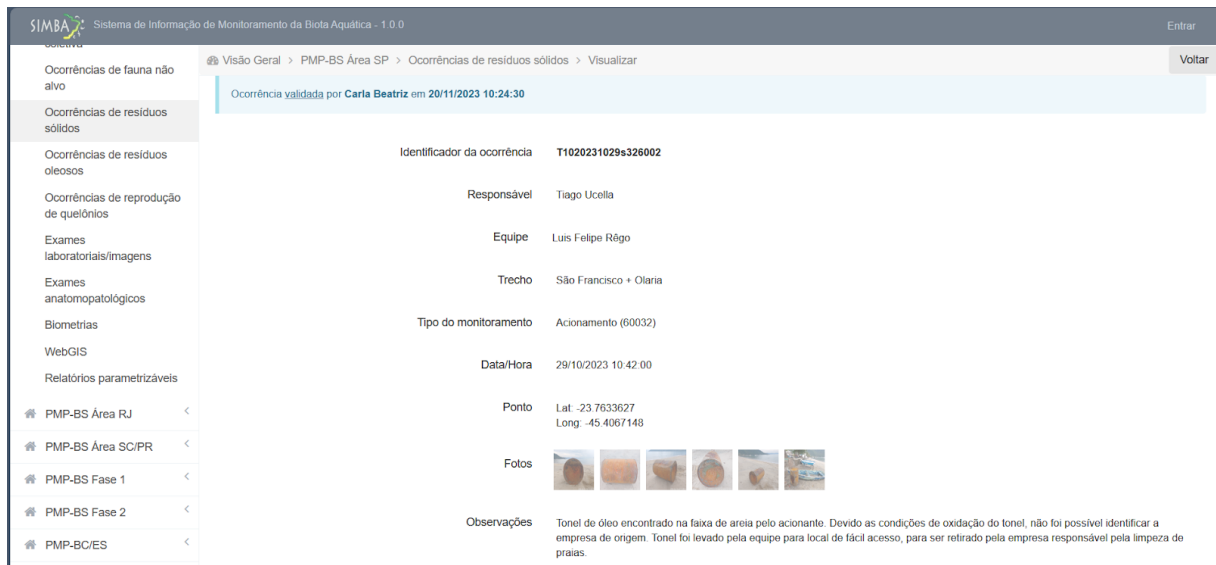 SIMBA Sistema de Informação de Monitoramento da Biota Aquática - 1.0.0
Entrar
coletiva
Ocorrências de fauna não
alvo
Ocorrências de resíduos
sólidos
Ocorrências de resíduos
oleosos
Ocorrências de reprodução
de quelônios
Exames
laboratoriais/imagens
Exames
anatomopatológicos
Biometrias
WebGIS
Relatórios parametrizáveis
PMP-BS Área RJ
PMP-BS Área SC/PR
PMP-BS Fase 1
PMP-BS Fase 2
PMP-BC/ES
Visão Geral > PMP-BS Área SP > Ocorrências de resíduos sólidos > Visualizar
Voltar
Ocorrência validada por Carla Beatriz em 20/11/2023 10:24:30
Identificador da ocorrência T1020231029s326002
Responsável Tiago Ucella
Equipe Luis Felipe Rêgo
Trecho São Francisco + Olaria
Tipo do monitoramento Acionamento (60032)
Data/Hora 29/10/2023 10:42:00
Ponto Lat: -23.7633627
Long: -45.4067148
Fotos
Observações Tonel de óleo encontrado na faixa de areia pelo acionante. Devido as condições de oxidação do tonel, não foi possível identificar a
empresa de origem. Tonel foi levado pela equipe para local de fácil acesso, para ser retirado pela empresa responsável pela limpeza de
praias.